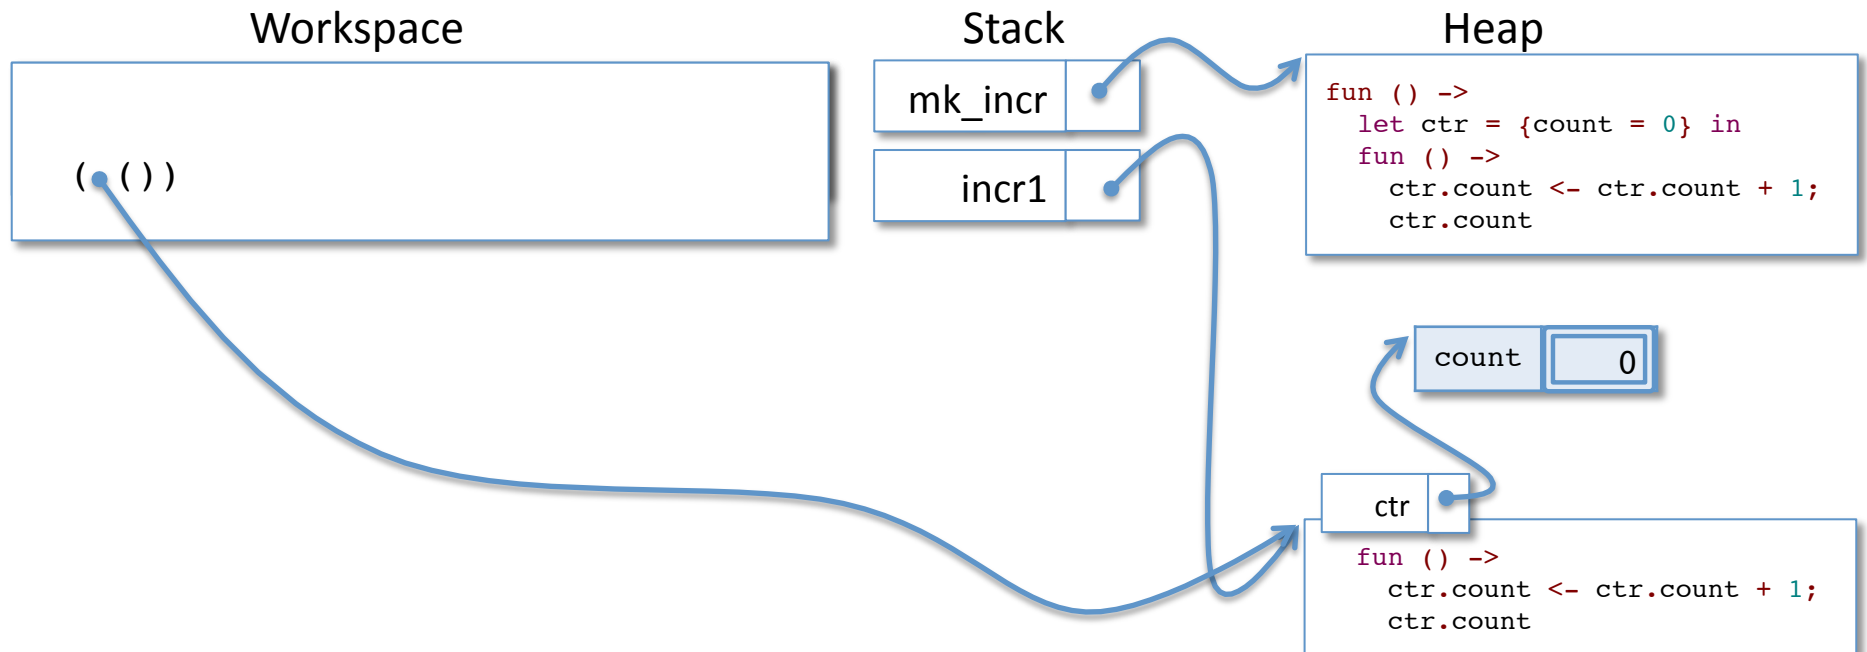 Workspace
Stack
Heap
( ())
mk_incr
incr1
fun () ->
let ctr = {count = 0} in
fun () ->
ctr.count <- ctr.count + 1;
ctr.count
count 0
ctr
fun () ->
ctr.count <- ctr.count + 1;
ctr.count